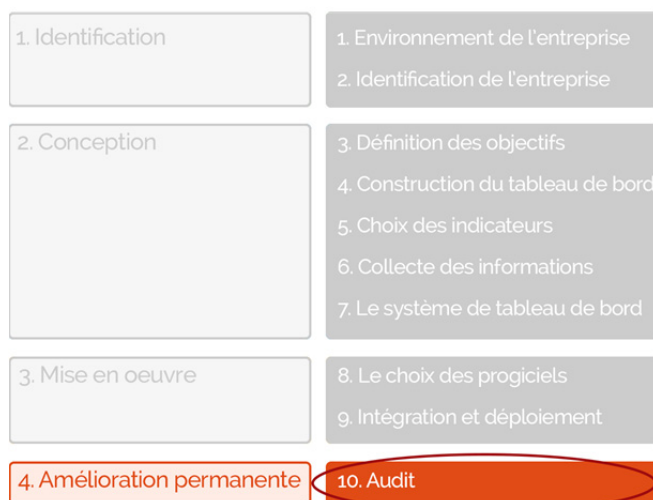 1. Identification
1. Environnement de l'entreprise
2. Identification de l'entreprise
2. Conception
3. Définition des objectifs
4. Construction du tableau de bord
5. Choix des indicateurs
6. Collecte des informations
7. Le système de tableau de bord
3. Mise en oeuvre
8. Le choix des progiciels
9. Intégration et déploiement
4. Amélioration permanente
10. Audit